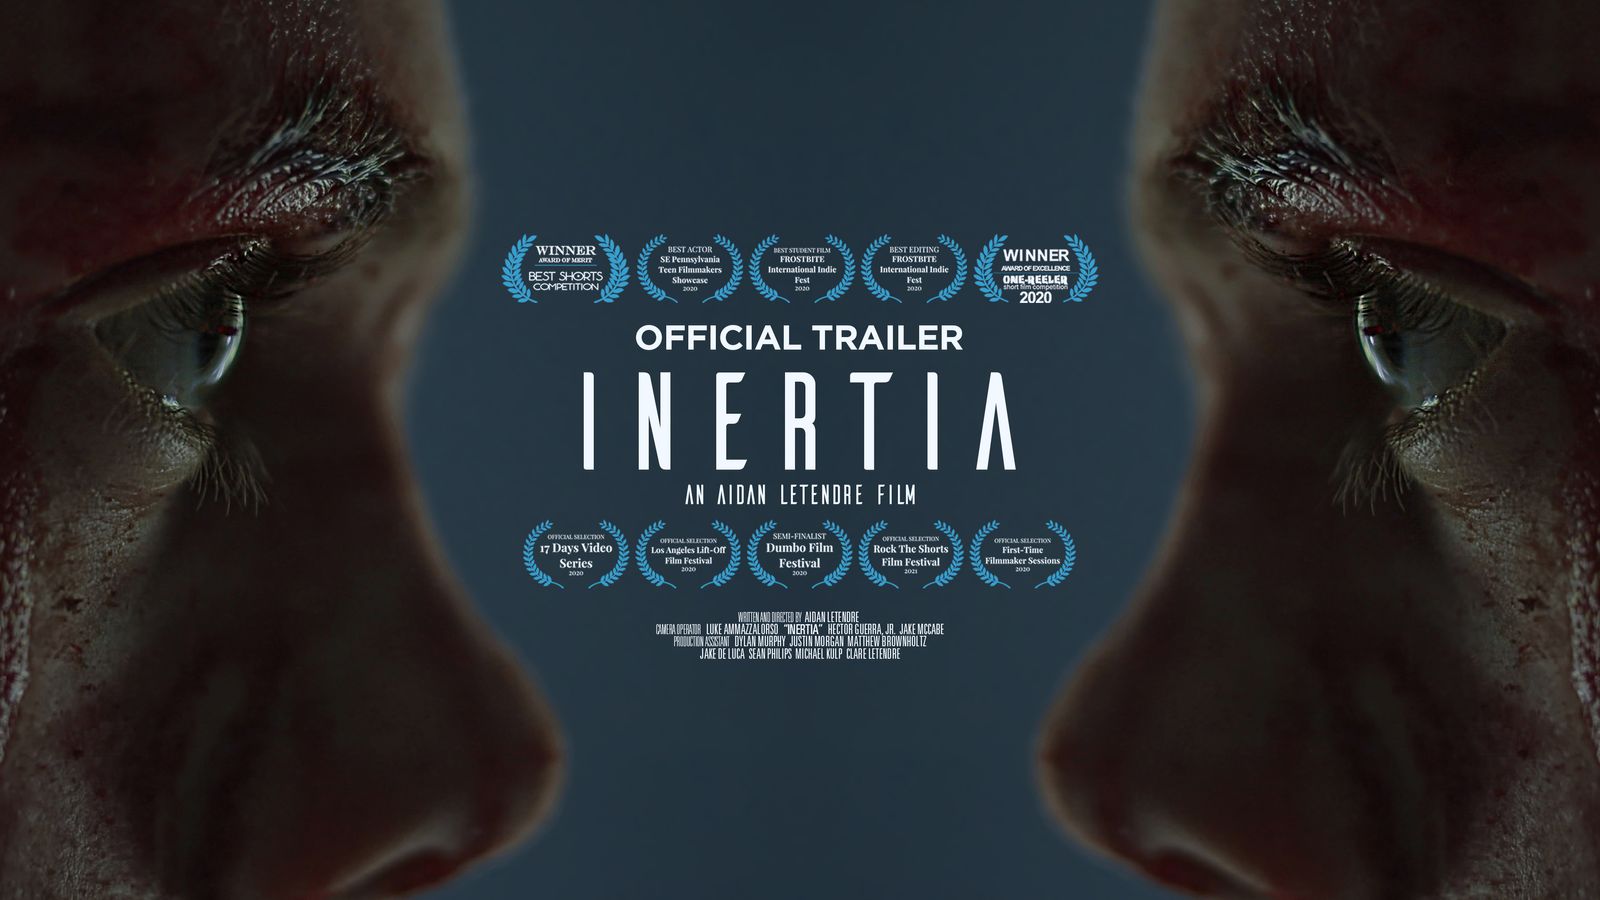 WINNER
AWARD OF MERIT
BEST SHORTS
COMPETITION
BEST ACTOR
SE Pennsylvania
Teen Filmmakers
Showcase
2020
BEST STUDENT FILM
FROSTBITE
International Indie
Fest
2020
BEST EDITING
FROSTBITE
International Indie
Fest
2020
WINNER
AWARD OF EXCELLENCE
ONE-REELER
short film competition
2020
OFFICIAL TRAILER
INERTIA
AN AIDAN LETENDRE FILM
OFFICIAL SELECTION
17 Days Video
Series
2020
OFFICIAL SELECTION
Los Angeles Lift-Off
Film Festival
2020
SEMI-FINALIST
Dumbo Film
Festival
2020
OFFICIAL SELECTION
Rock The Shorts
Film Festival
2021
OFFICIAL SELECTION
First-Time
Filmmaker Sessions
2020
WRITTEN AND DIRECTED BY AIDAN LETENDRE
CAMERA OPERATOR LUKE AMMAZZALORSO "INERTIA" HECTOR GUERRA, JR. JAKE MCCABE
PRODUCTION ASSISTANT DYLAN MURPHY JUSTIN MORGAN MATTHEW BROWNHOLTZ
JAKE DE LUCA SEAN PHILIPS MICHAEL KULP CLARE LETENDRE